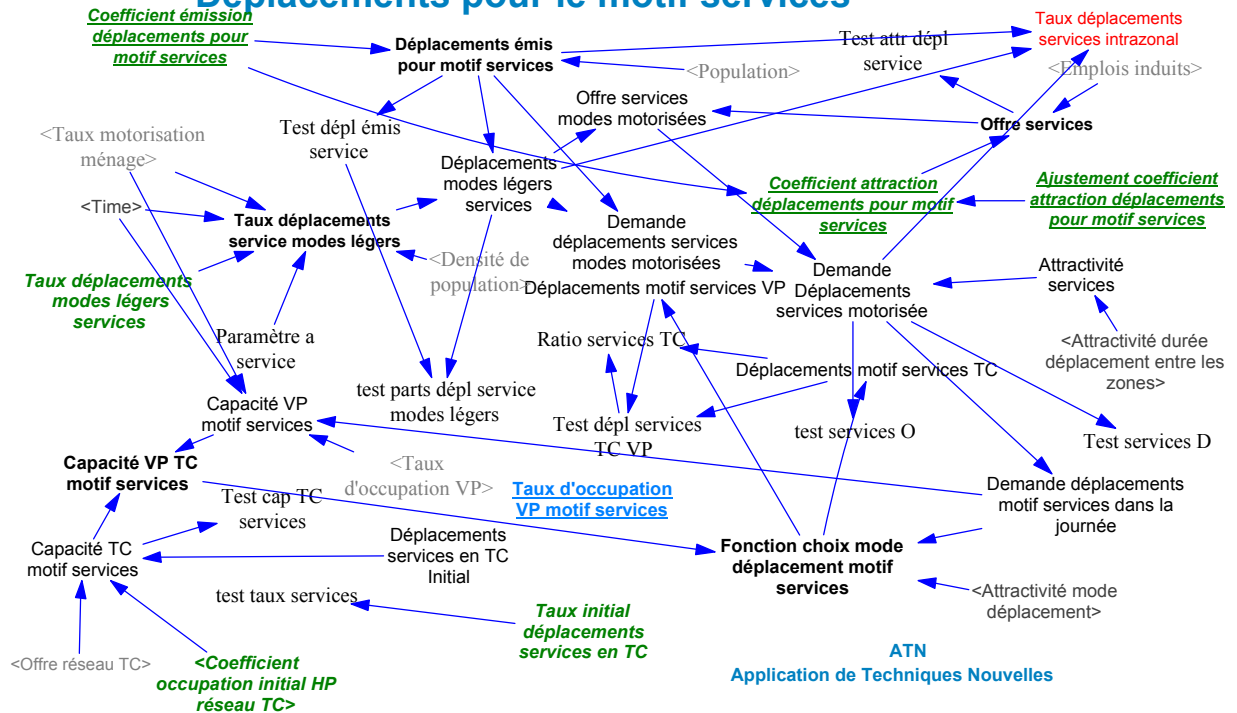 Déplacements pour le motif services
Coefficient émission
déplacements pour
motif services
Déplacements émis
pour motif services
Test attr dépl
service
Taux déplacements
services intrazonal
<Population>
<Emplois induits>
Offre services
modes motorisées
Offre services
<Taux motorisation
ménage>
Test dépl émis
service
Déplacements
modes légers
services
Coefficient attraction
déplacements pour motif
services
Ajustement coefficient
attraction déplacements
pour motif services
<Time>
Taux déplacements
service modes légers
Demande
déplacements services
modes motorisées
<Densité de
population>
Taux déplacements
modes légers
services
Déplacements motif services VP
Demande
Déplacements
services motorisée
Attractivité
services
Paramètre a
service
Ratio services TC
<Attractivité durée
déplacement entre les
zones>
Déplacements motif services TC
test parts dépl service
modes légers
Capacité VP
motif services
Test dépl services
TC VP
test services O
Test services D
Capacité VP TC
motif services
<Taux
d'occupation VP>
Taux d'occupation
VP motif services
Demande déplacements
motif services dans la
journée
Test cap TC
services
Capacité TC
motif services
Déplacements
services en TC
Initial
Fonction choix mode
déplacement motif
services
<Attractivité mode
déplacement>
test taux services
Taux initial
déplacements
services en TC
<Offre réseau TC>
<Coefficient
occupation initial HP
réseau TC>
ATN
Application de Techniques Nouvelles